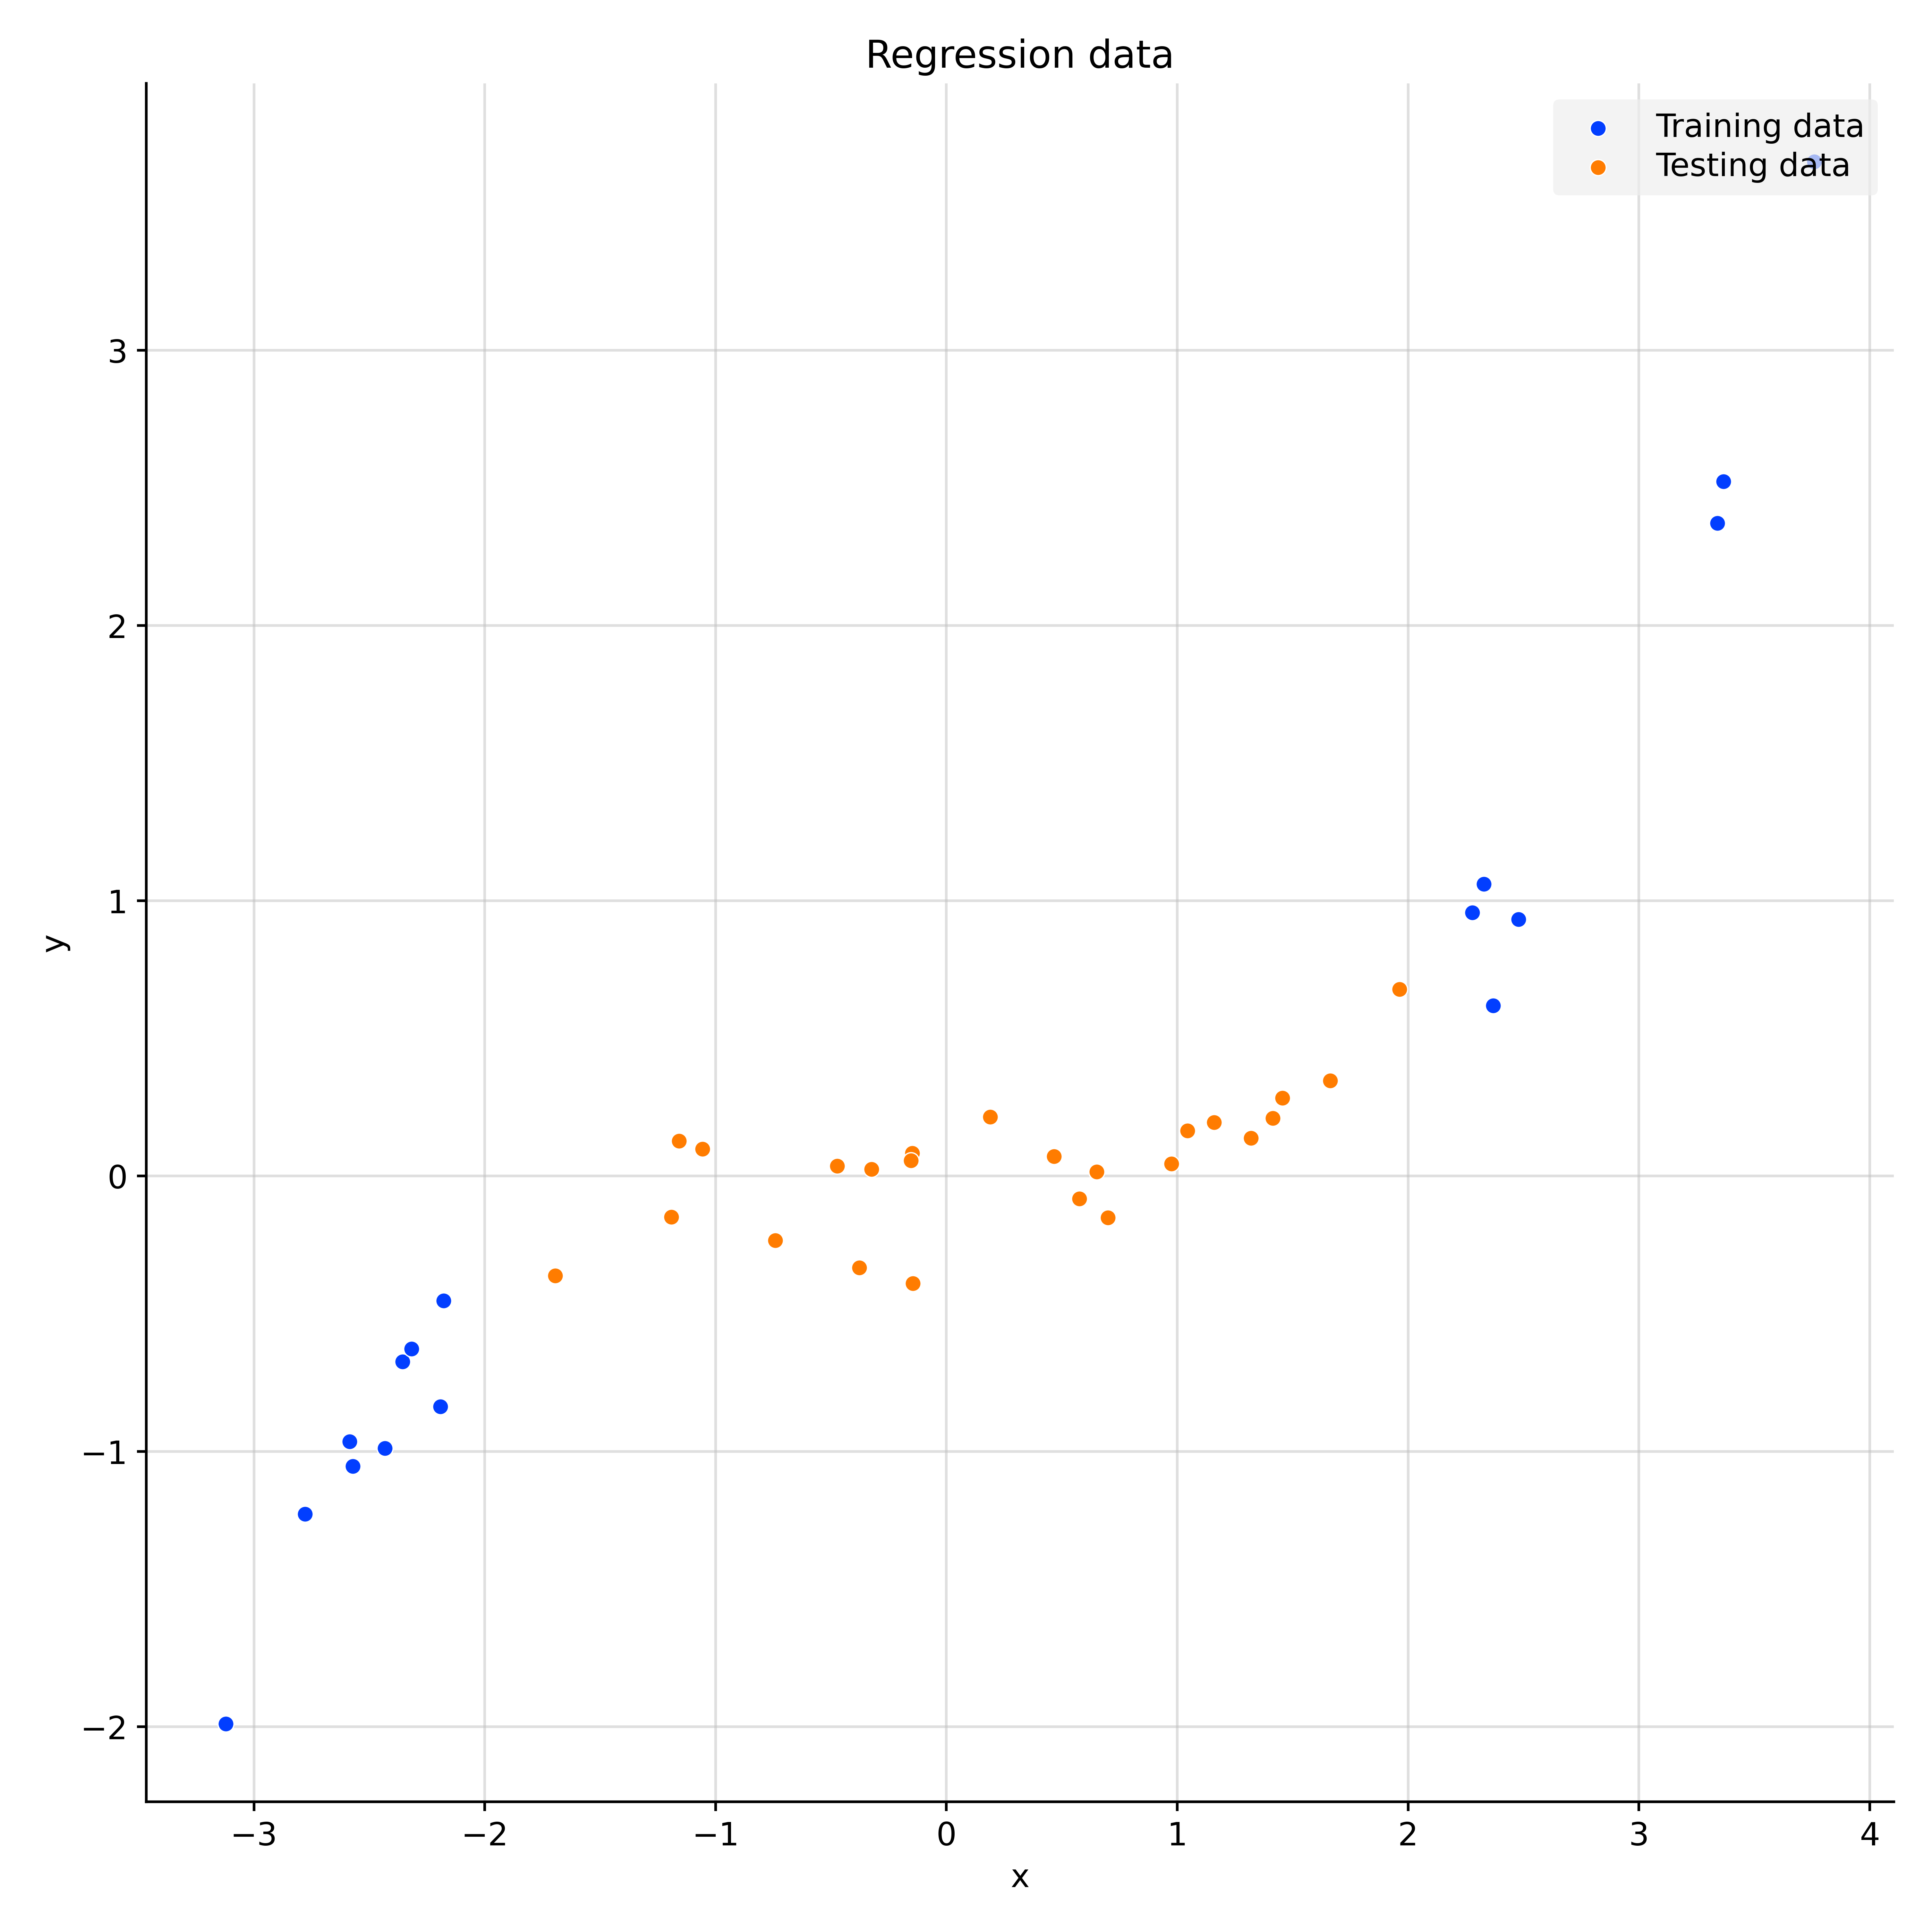 Regression data
Training data
Testing data
3
2
1
0
−1
−2
y
−3 −2 −1 0 1 2 3 4
x